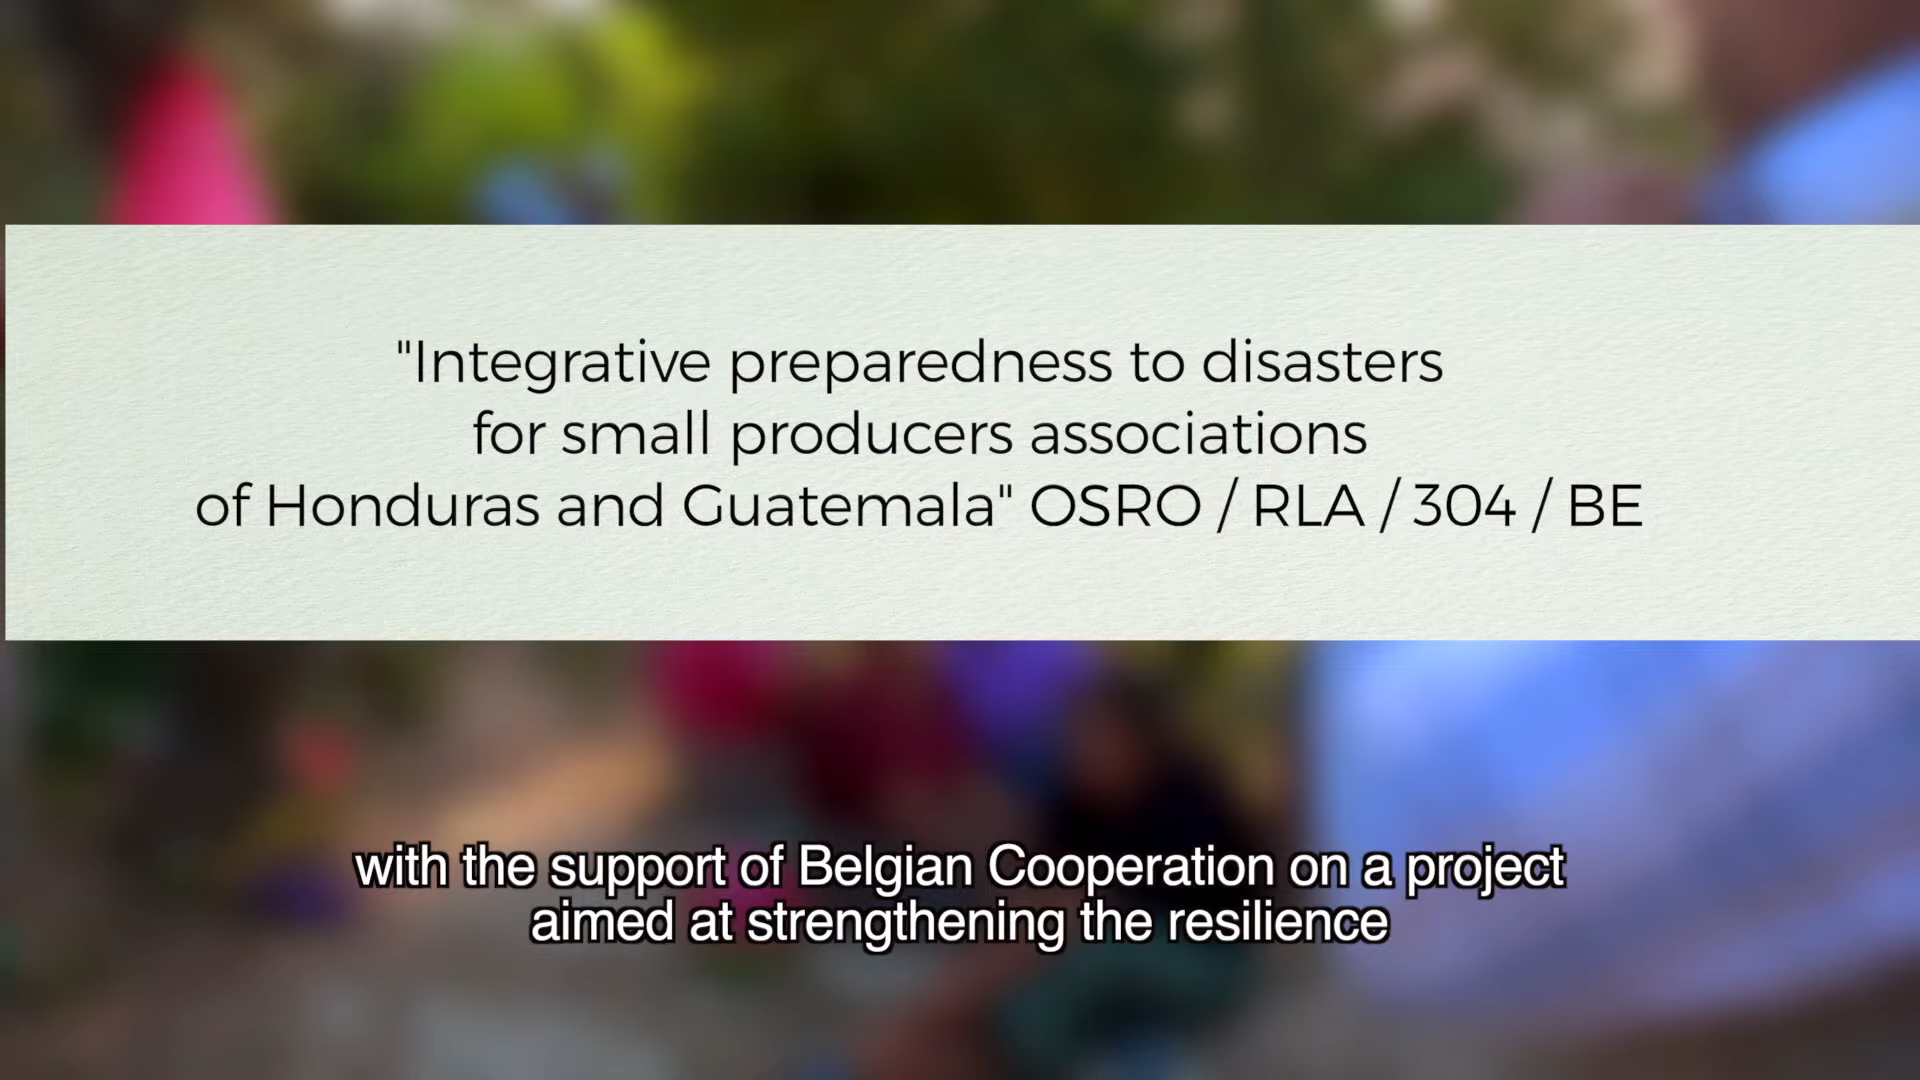 "Integrative preparedness to disasters
for small producers associations
of Honduras and Guatemala" OSRO / RLA / 304 / BE
with the support of Belgian Cooperation on a project
aimed at strengthening the resilience